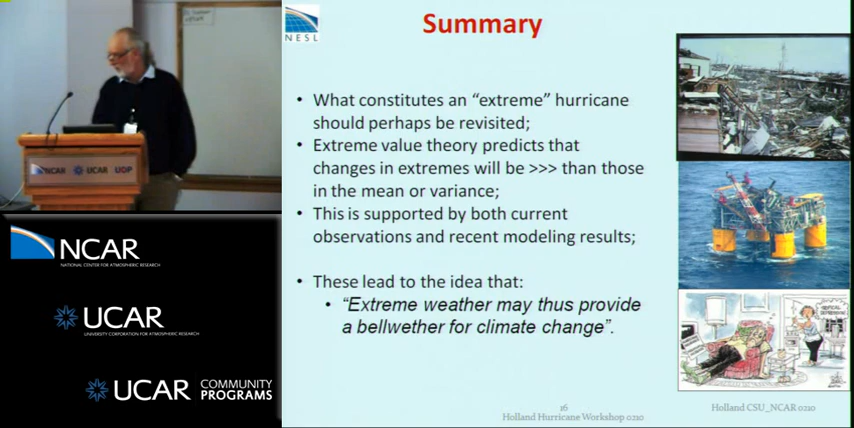 NCAR UCAR UOP
NCAR
NATIONAL CENTER FOR ATMOSPHERIC RESEARCH
UCAR
UNIVERSITY CORPORATION FOR ATMOSPHERIC RESEARCH
UCAR COMMUNITY
PROGRAMS
NESL
Summary
• What constitutes an “extreme” hurricane
should perhaps be revisited;
• Extreme value theory predicts that
changes in extremes will be >>> than those
in the mean or variance;
• This is supported by both current
observations and recent modeling results;
• These lead to the idea that:
• “Extreme weather may thus provide
a bellwether for climate change”.
16
Holland Hurricane Workshop 0210
Holland CSU_NCAR 0210